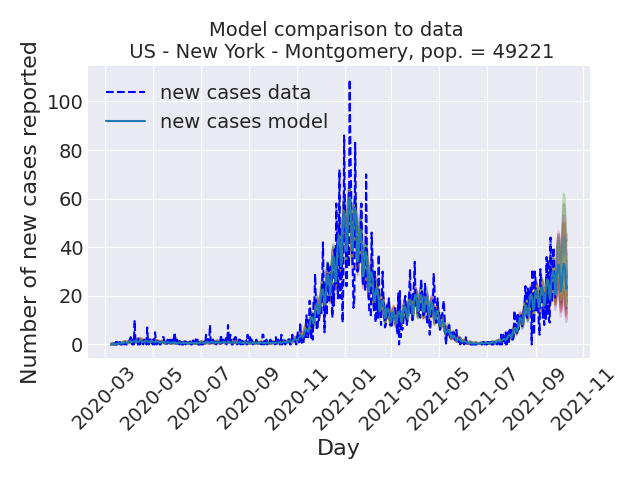 Model comparison to data
US - New York - Montgomery, pop. = 49221
Number of new cases reported
new cases data
new cases model
100
80
60
40
20
0
2020-03
2020-05
2020-07
2020-09
2020-11
2021-01
2021-03
2021-05
2021-07
2021-09
2021-11
Day